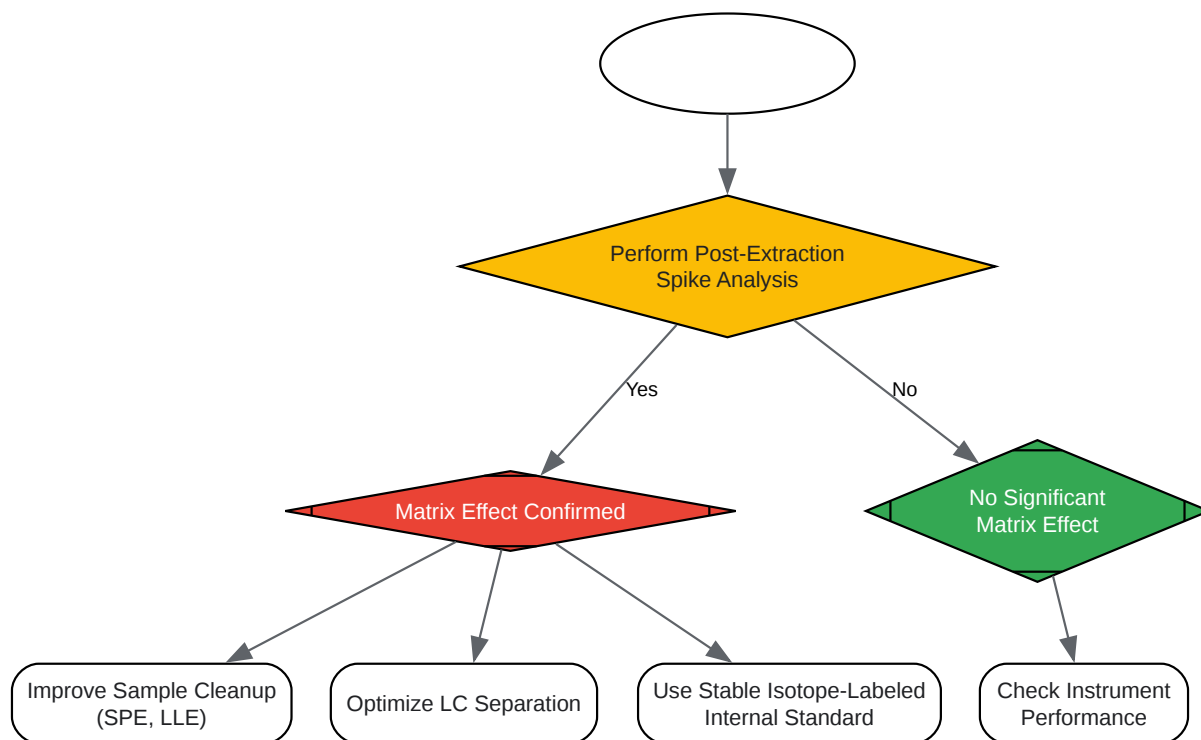 Perform Post-Extraction
Spike Analysis
Yes
No
Matrix Effect Confirmed
No Significant
Matrix Effect
Improve Sample Cleanup
(SPE, LLE)
Optimize LC Separation
Use Stable Isotope-Labeled
Internal Standard
Check Instrument
Performance